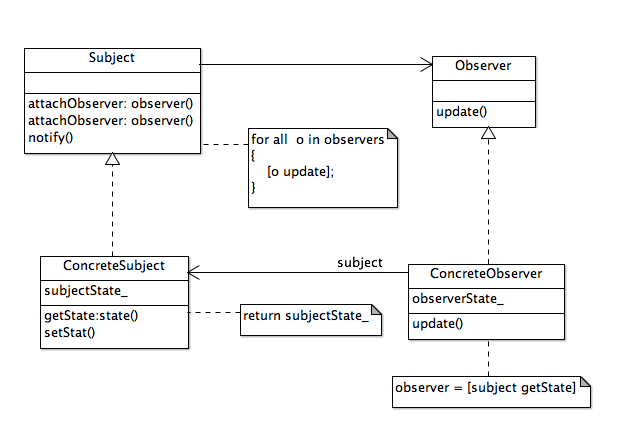 Subject
attachObserver: observer()
attachObserver: observer()
notify()
Observer
update()
for all  o in observers
{
[o update];
}
ConcreteSubject
subjectState_
getState:state()
setStat()
subject
return subjectState_
ConcreteObserver
observerState_
update()
observer = [subject getState]